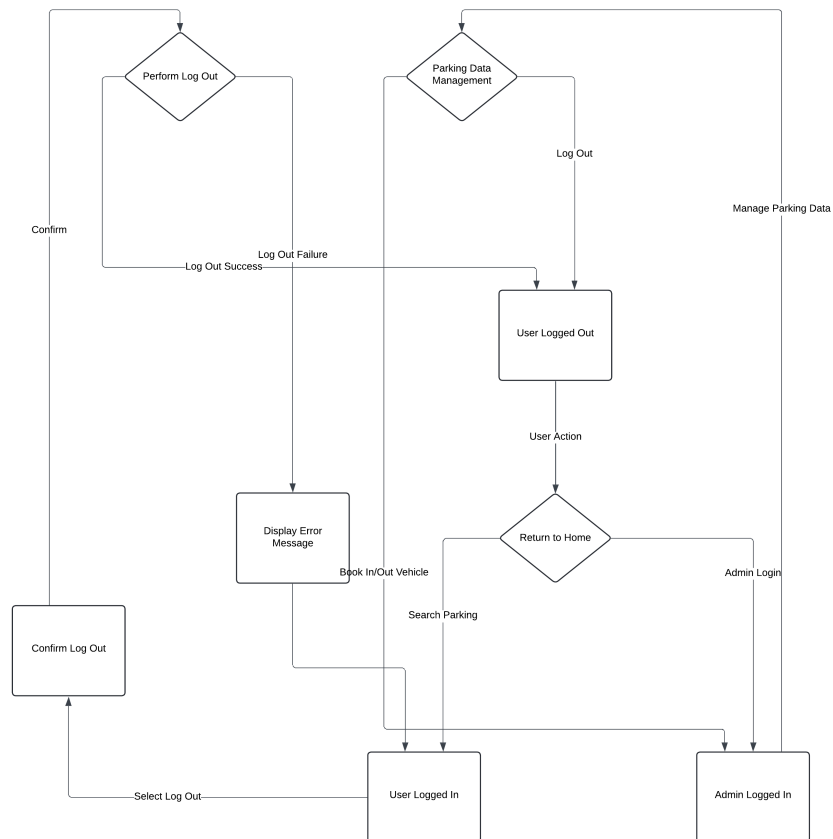 Perform Log Out
Parking Data
Management
Log Out
Manage Parking Data
Confirm
Log Out Failure
Log Out Success
User Logged Out
User Action
Display Error
Message
Return to Home
Book In/Out Vehicle
Admin Login
Search Parking
Confirm Log Out
Select Log Out
User Logged In
Admin Logged In